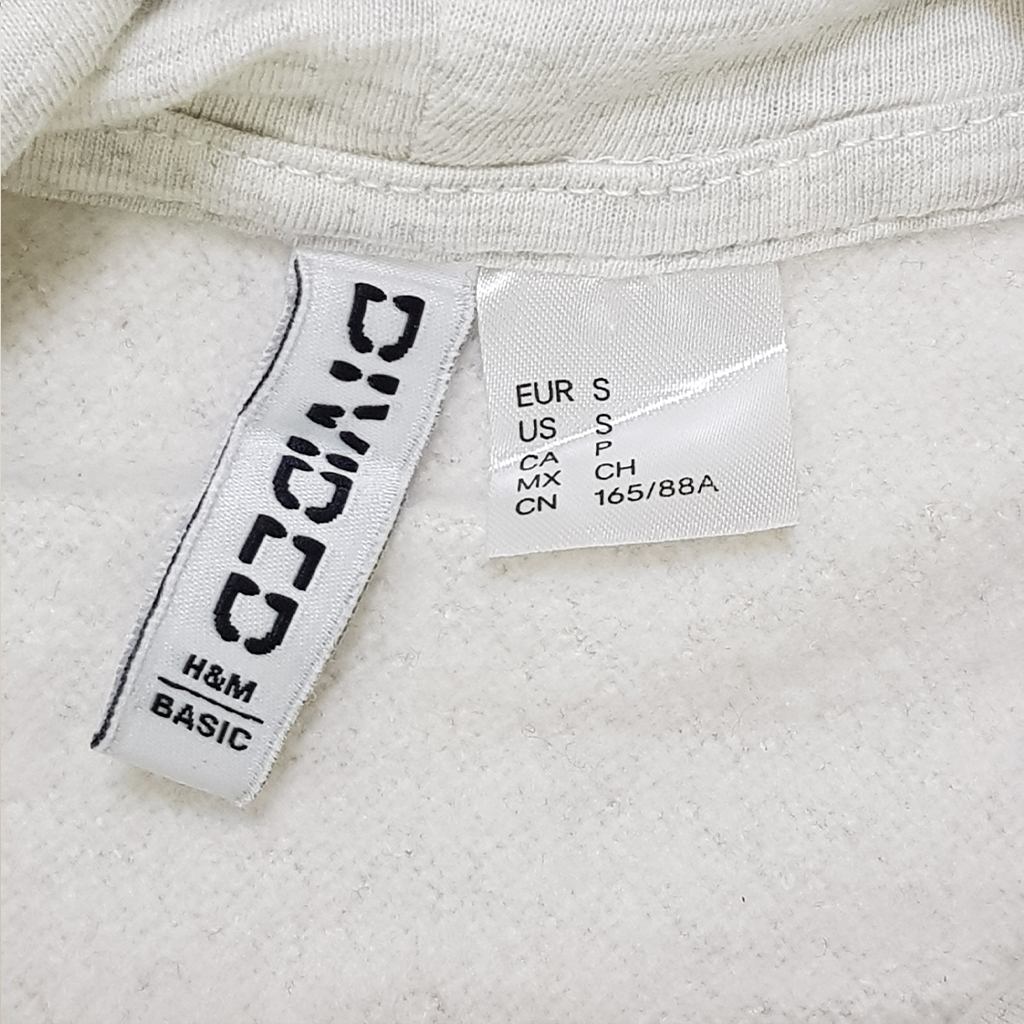 DIVIDED
H&M
BASIC
EUR S
US S
CA P
MX CH
CN 165/88A